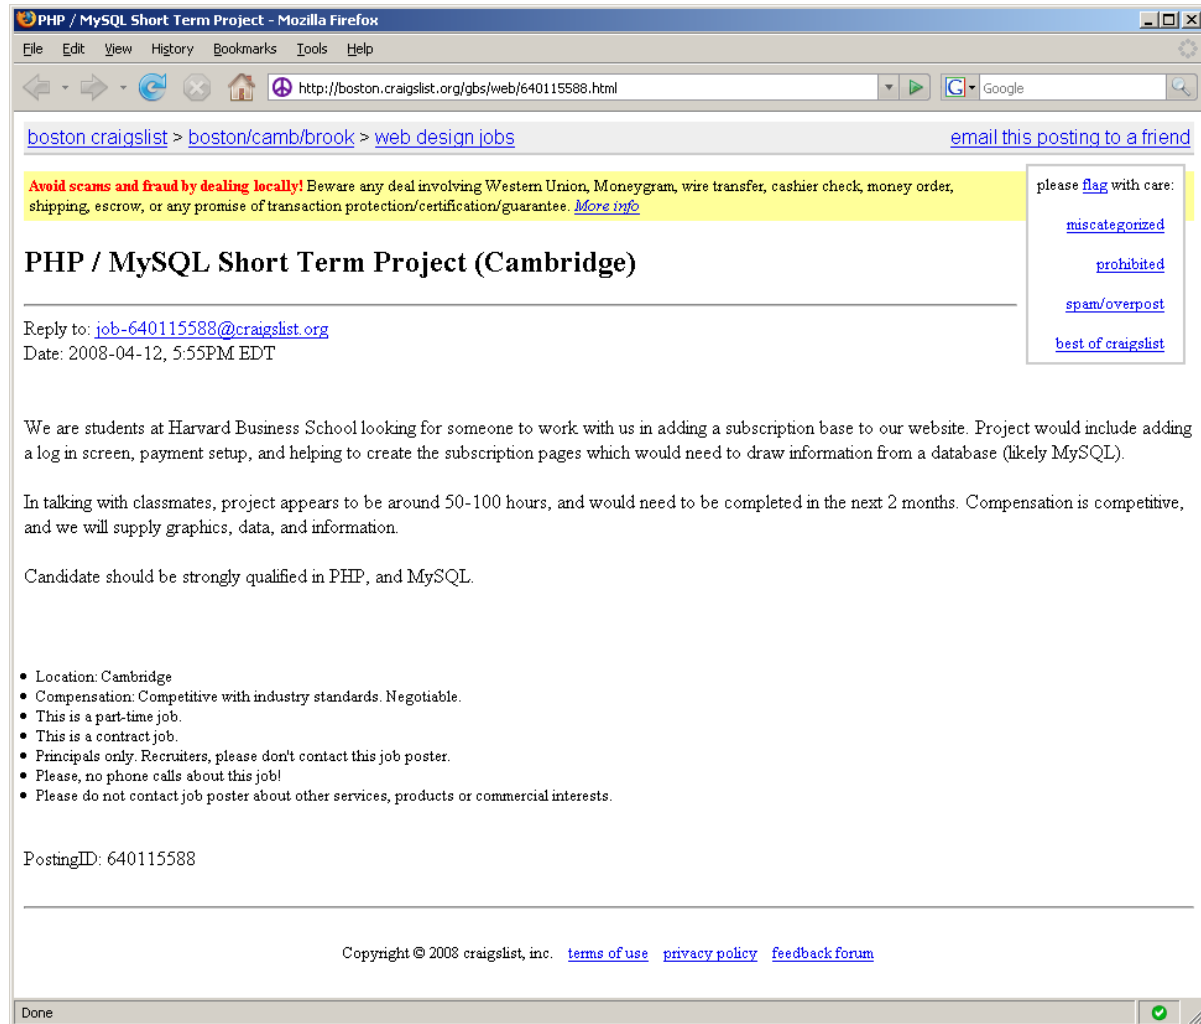 PHP / MySQL Short Term Project - Mozilla Firefox
File Edit View History Bookmarks Tools Help
http://boston.craigslist.org/gbs/web/640115588.html G Google
boston craigslist > boston/camb/brook > web design jobs email this posting to a friend
Avoid scams and fraud by dealing locally! Beware any deal involving Western Union, Moneygram, wire transfer, cashier check, money order,
shipping, escrow, or any promise of transaction protection/certification/guarantee. More info
please flag with care:
miscategorized
prohibited
spam/overpost
best of craigslist
PHP / MySQL Short Term Project (Cambridge)
Reply to: job-640115588@craigslist.org
Date: 2008-04-12, 5:55PM EDT
We are students at Harvard Business School looking for someone to work with us in adding a subscription base to our website. Project would include adding
a log in screen, payment setup, and helping to create the subscription pages which would need to draw information from a database (likely MySQL).
In talking with classmates, project appears to be around 50-100 hours, and would need to be completed in the next 2 months. Compensation is competitive,
and we will supply graphics, data, and information.
Candidate should be strongly qualified in PHP, and MySQL.
• Location: Cambridge
• Compensation: Competitive with industry standards. Negotiable.
• This is a part-time job.
• This is a contract job.
• Principals only. Recruiters, please don't contact this job poster.
• Please, no phone calls about this job!
• Please do not contact job poster about other services, products or commercial interests.
PostingID: 640115588
Copyright © 2008 craigslist, inc. terms of use privacy policy feedback forum
Done